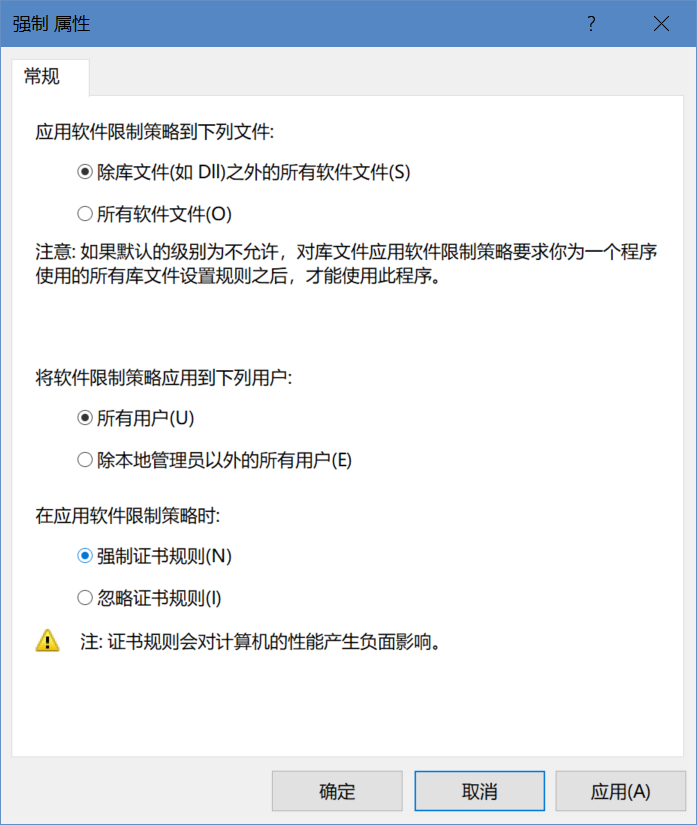 强制 属性
?
常规
应用软件限制策略到下列文件:
除库文件(如 Dll)之外的所有软件文件(S)
所有软件文件(O)
注意: 如果默认的级别为不允许，对库文件应用软件限制策略要求你为一个程序
使用的所有库文件设置规则之后，才能使用此程序。
将软件限制策略应用到下列用户:
所有用户(U)
除本地管理员以外的所有用户(E)
在应用软件限制策略时:
强制证书规则(N)
忽略证书规则(I)
注: 证书规则会对计算机的性能产生负面影响。
确定
取消
应用(A)